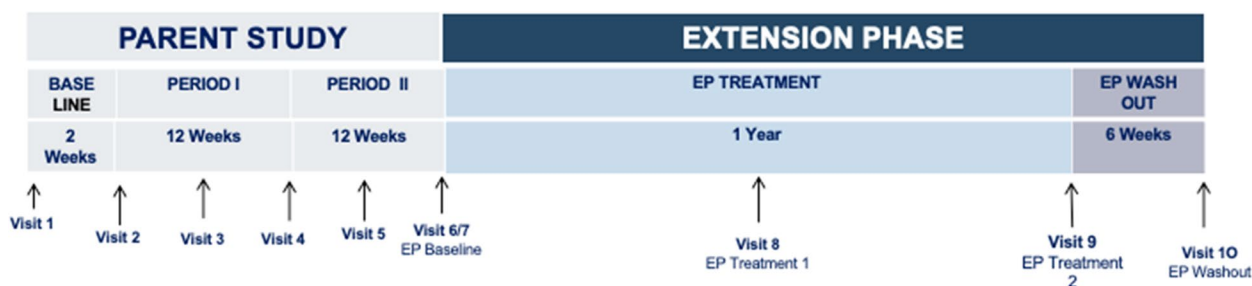 PARENT STUDY
EXTENSION PHASE
BASE
LINE
PERIOD I
PERIOD II
EP TREATMENT
EP WASH
OUT
2
Weeks
12 Weeks
12 Weeks
1 Year
6 Weeks
Visit 1
Visit 2
Visit 3
Visit 4
Visit 5
Visit 6/7
EP Baseline
Visit 8
EP Treatment 1
Visit 9
EP Treatment
2
Visit 1O
EP Washout